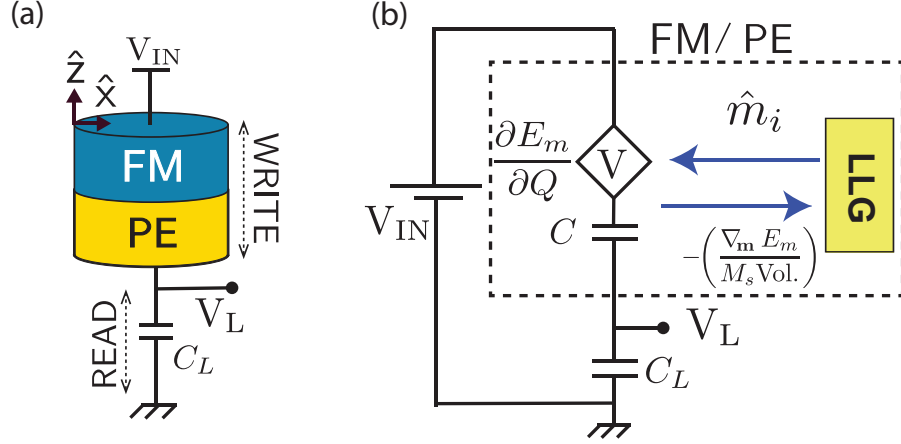 (a)
V_IN
ẑ
x̂
FM
PE
WRITE
READ
V_L
C_L
(b)
FM/ PE
∂E_m
∂Q
V
m̂_i
LLG
V_IN
C
−(∇_m E_m / M_s Vol.)
V_L
C_L